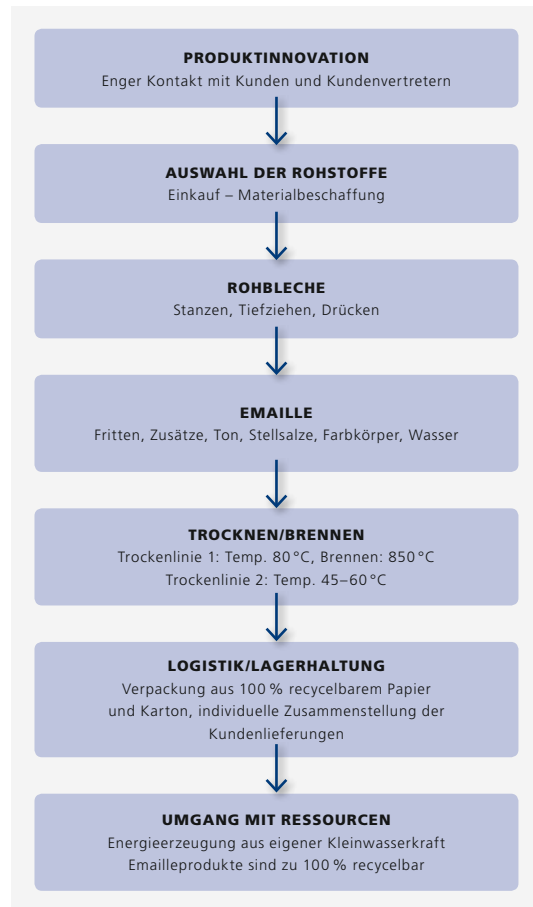 PRODUKTINNOVATION
Enger Kontakt mit Kunden und Kundenvertretern
AUSWAHL DER ROHSTOFFE
Einkauf – Materialbeschaffung
ROHBLECHE
Stanzen, Tiefziehen, Drücken
EMAILLE
Fritten, Zusätze, Ton, Stellsalze, Farbkörper, Wasser
TROCKNEN/BRENNEN
Trockenlinie 1: Temp. 80 °C, Brennen: 850 °C
Trockenlinie 2: Temp. 45–60 °C
LOGISTIK/LAGERHALTUNG
Verpackung aus 100 % recycelbarem Papier
und Karton, individuelle Zusammenstellung der
Kundenlieferungen
UMGANG MIT RESSOURCEN
Energieerzeugung aus eigener Kleinwasserkraft
Emailleprodukte sind zu 100 % recycelbar